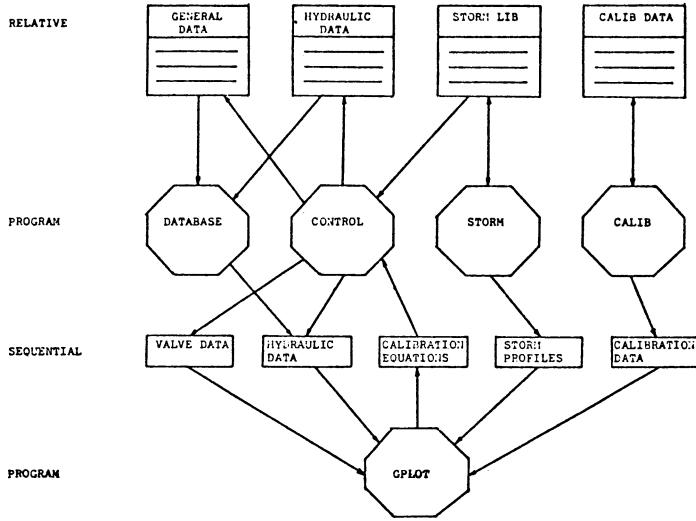 RELATIVE
GENERAL
DATA
HYDRAULIC
DATA
STORM LIB
CALIB DATA
PROGRAM
DATABASE
CONTROL
STORM
CALIB
SEQUENTIAL
VALVE DATA
HYDRAULIC
DATA
CALIBRATION
EQUATIONS
STORM
PROFILES
CALIBRATION
DATA
PROGRAM
GPLOT